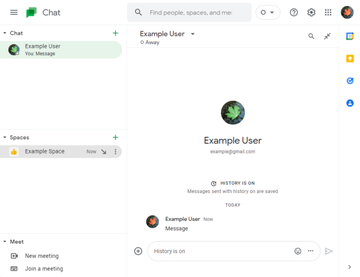 Chat
Find people, spaces, and mess
Chat
Example User
You: Message
Spaces
Example Space
Now
Meet
New meeting
Join a meeting
Example User
Away
Example User
example@gmail.com
HISTORY IS ON
Messages sent with history on are saved
TODAY
Example User Now
Message
History is on